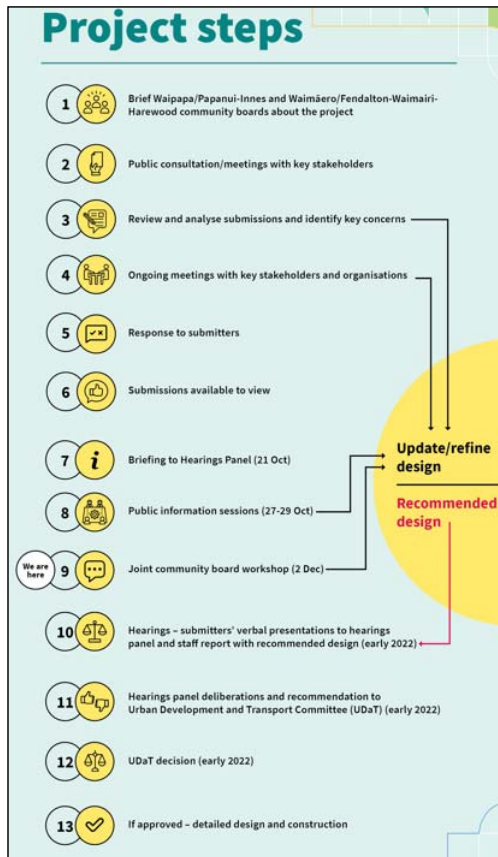 Project steps
1
Brief Waipapa/Papanui-Innes and Waimāero/Fendalton-Waimairi-
Harewood community boards about the project
2
Public consultation/meetings with key stakeholders
3
Review and analyse submissions and identify key concerns
4
Ongoing meetings with key stakeholders and organisations
5
Response to submitters
6
Submissions available to view
7
i
Briefing to Hearings Panel (21 Oct)
Update/refine
design
Recommended
design
8
Public information sessions (27-29 Oct)
We are
here
9
Joint community board workshop (2 Dec)
10
Hearings – submitters' verbal presentations to hearings
panel and staff report with recommended design (early 2022)
11
Hearings panel deliberations and recommendation to
Urban Development and Transport Committee (UDaT) (early 2022)
12
UDaT decision (early 2022)
13
If approved – detailed design and construction